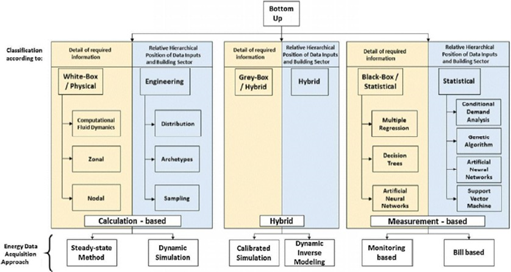 Bottom
Up
Classification
according to:
Detail of required
information
Relative Hierarchical
Position of Data Inputs
and Building Sector
Detail of required
information
Relative Hierarchical
Position of Data Inputs
and Building Sector
Detail of required
information
Relative Hierarchical
Position of Data Inputs
and Building Sector
White-Box
/ Physical
Engineering
Grey-Box
/ Hybrid
Hybrid
Black-Box /
Statistical
Statistical
Computational
Fluid Dynamics
Zonal
Nodal
Distribution
Archetypes
Sampling
Multiple
Regression
Decision
Trees
Artificial
Neural
Networks
Conditional
Demand
Analysis
Genetic
Algorithm
Artificial
Neural
Networks
Support
Vector
Machine
Calculation - based
Hybrid
Measurement - based
Energy Data
Acquisition
Approach
Steady-state
Method
Dynamic
Simulation
Calibrated
Simulation
Dynamic
Inverse
Modeling
Monitoring
based
Bill based